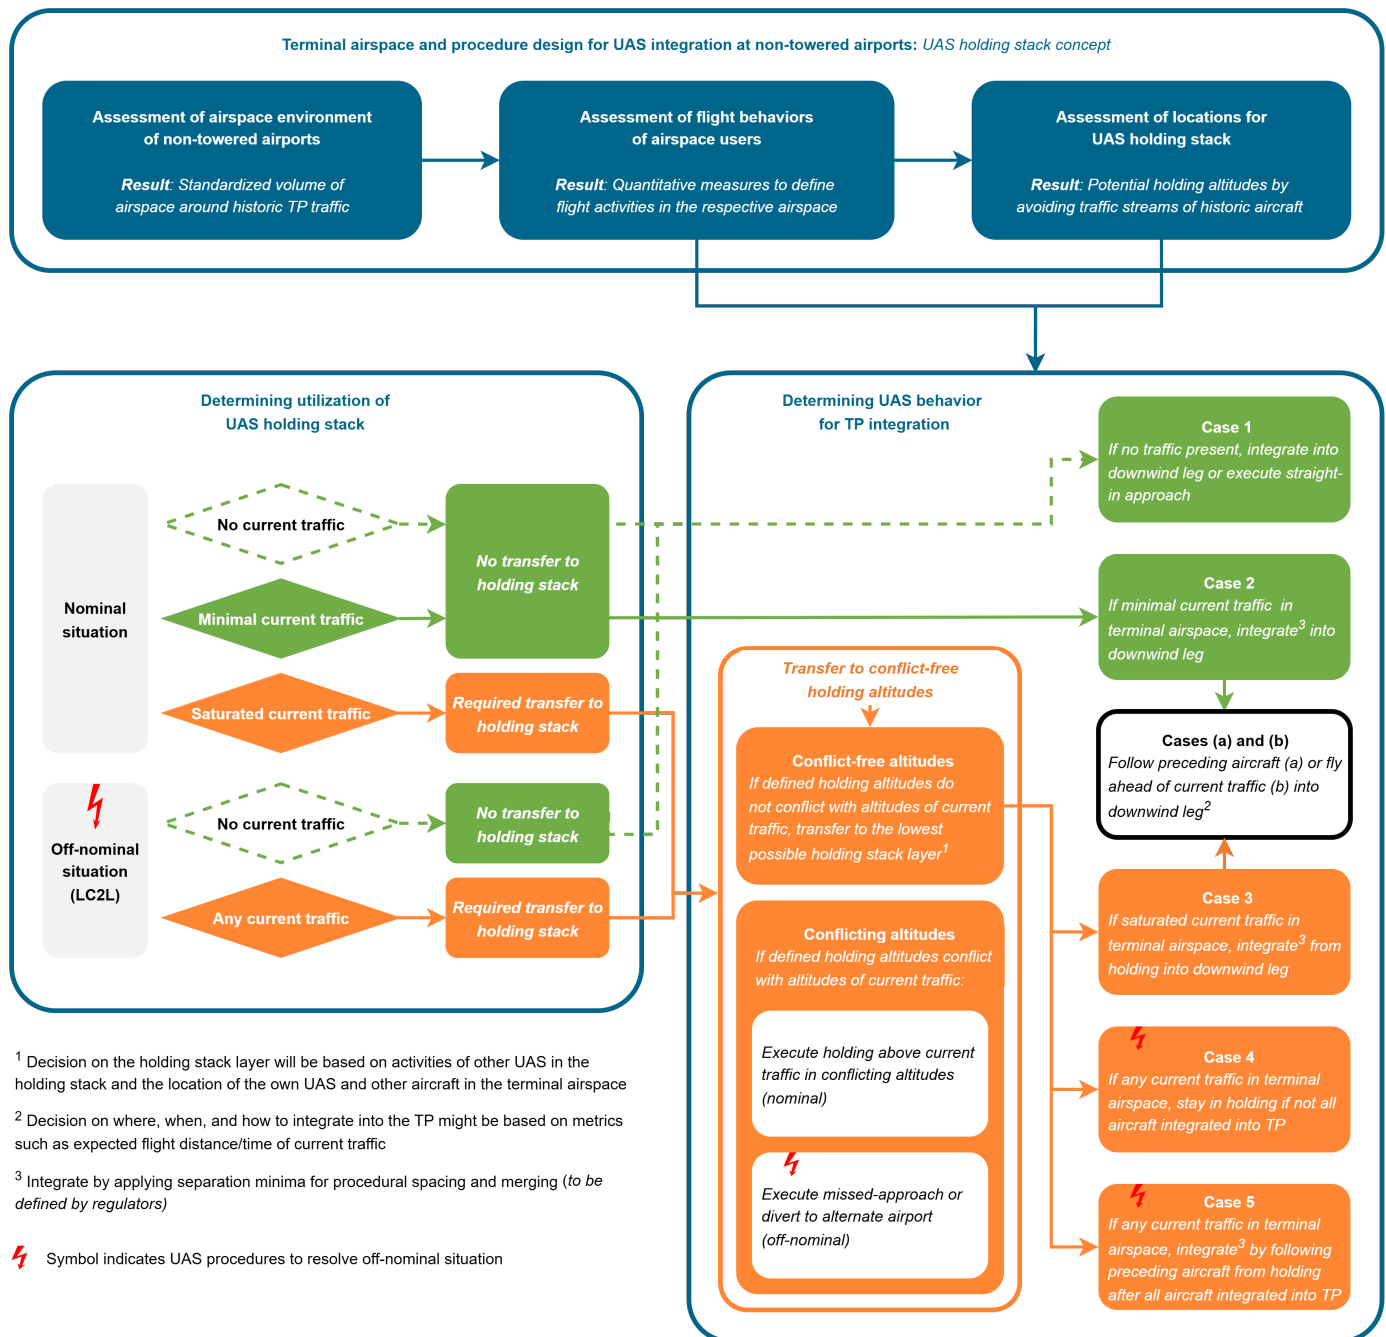 Terminal airspace and procedure design for UAS integration at non-towered airports: UAS holding stack concept
Assessment of airspace environment
of non-towered airports
Result: Standardized volume of
airspace around historic TP traffic
Assessment of flight behaviors
of airspace users
Result: Quantitative measures to define
flight activities in the respective airspace
Assessment of locations for
UAS holding stack
Result: Potential holding altitudes by
avoiding traffic streams of historic aircraft
Determining utilization of
UAS holding stack
Nominal
situation
No current traffic
Minimal current traffic
No transfer to
holding stack
Saturated current traffic
Required transfer to
holding stack
Off-nominal
situation
(LC2L)
No current traffic
No transfer to
holding stack
Any current traffic
Required transfer to
holding stack
Determining UAS behavior
for TP integration
Transfer to conflict-free
holding altitudes
Conflict-free altitudes
If defined holding altitudes do
not conflict with altitudes of current
traffic, transfer to the lowest
possible holding stack layer1
Conflicting altitudes
If defined holding altitudes conflict
with altitudes of current traffic:
Execute holding above current
traffic in conflicting altitudes
(nominal)
Execute missed-approach or
divert to alternate airport
(off-nominal)
Case 1
If no traffic present, integrate into
downwind leg or execute straight-
in approach
Case 2
If minimal current traffic in
terminal airspace, integrate3 into
downwind leg
Cases (a) and (b)
Follow preceding aircraft (a) or fly
ahead of current traffic (b) into
downwind leg2
Case 3
If saturated current traffic in
terminal airspace, integrate3 from
holding into downwind leg
Case 4
If any current traffic in terminal
airspace, stay in holding if not all
aircraft integrated into TP
Case 5
If any current traffic in terminal
airspace, integrate3 by following
preceding aircraft from holding
after all aircraft integrated into TP
1 Decision on the holding stack layer will be based on activities of other UAS in the
holding stack and the location of the own UAS and other aircraft in the terminal airspace
2 Decision on where, when, and how to integrate into the TP might be based on metrics
such as expected flight distance/time of current traffic
3 Integrate by applying separation minima for procedural spacing and merging (to be
defined by regulators)
Symbol indicates UAS procedures to resolve off-nominal situation